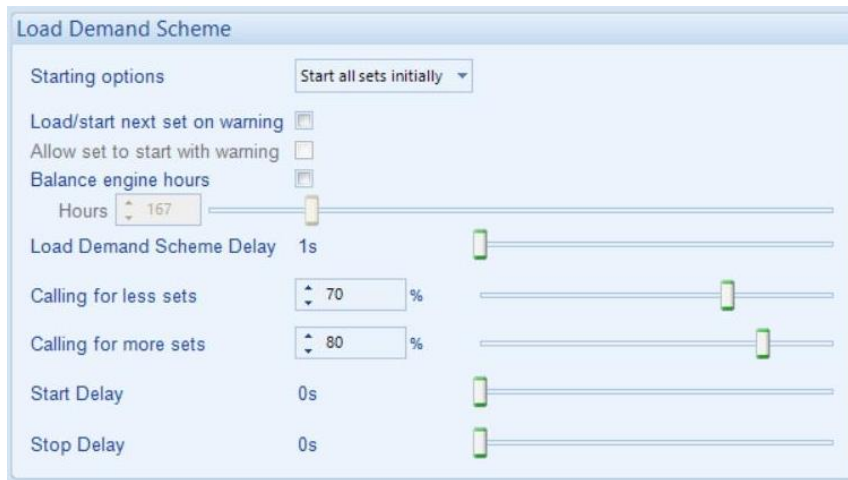 Load Demand Scheme
Starting options Start all sets initially
Load/start next set on warning
Allow set to start with warning
Balance engine hours
Hours 167
Load Demand Scheme Delay 1s
Calling for less sets 70 %
Calling for more sets 80 %
Start Delay 0s
Stop Delay 0s